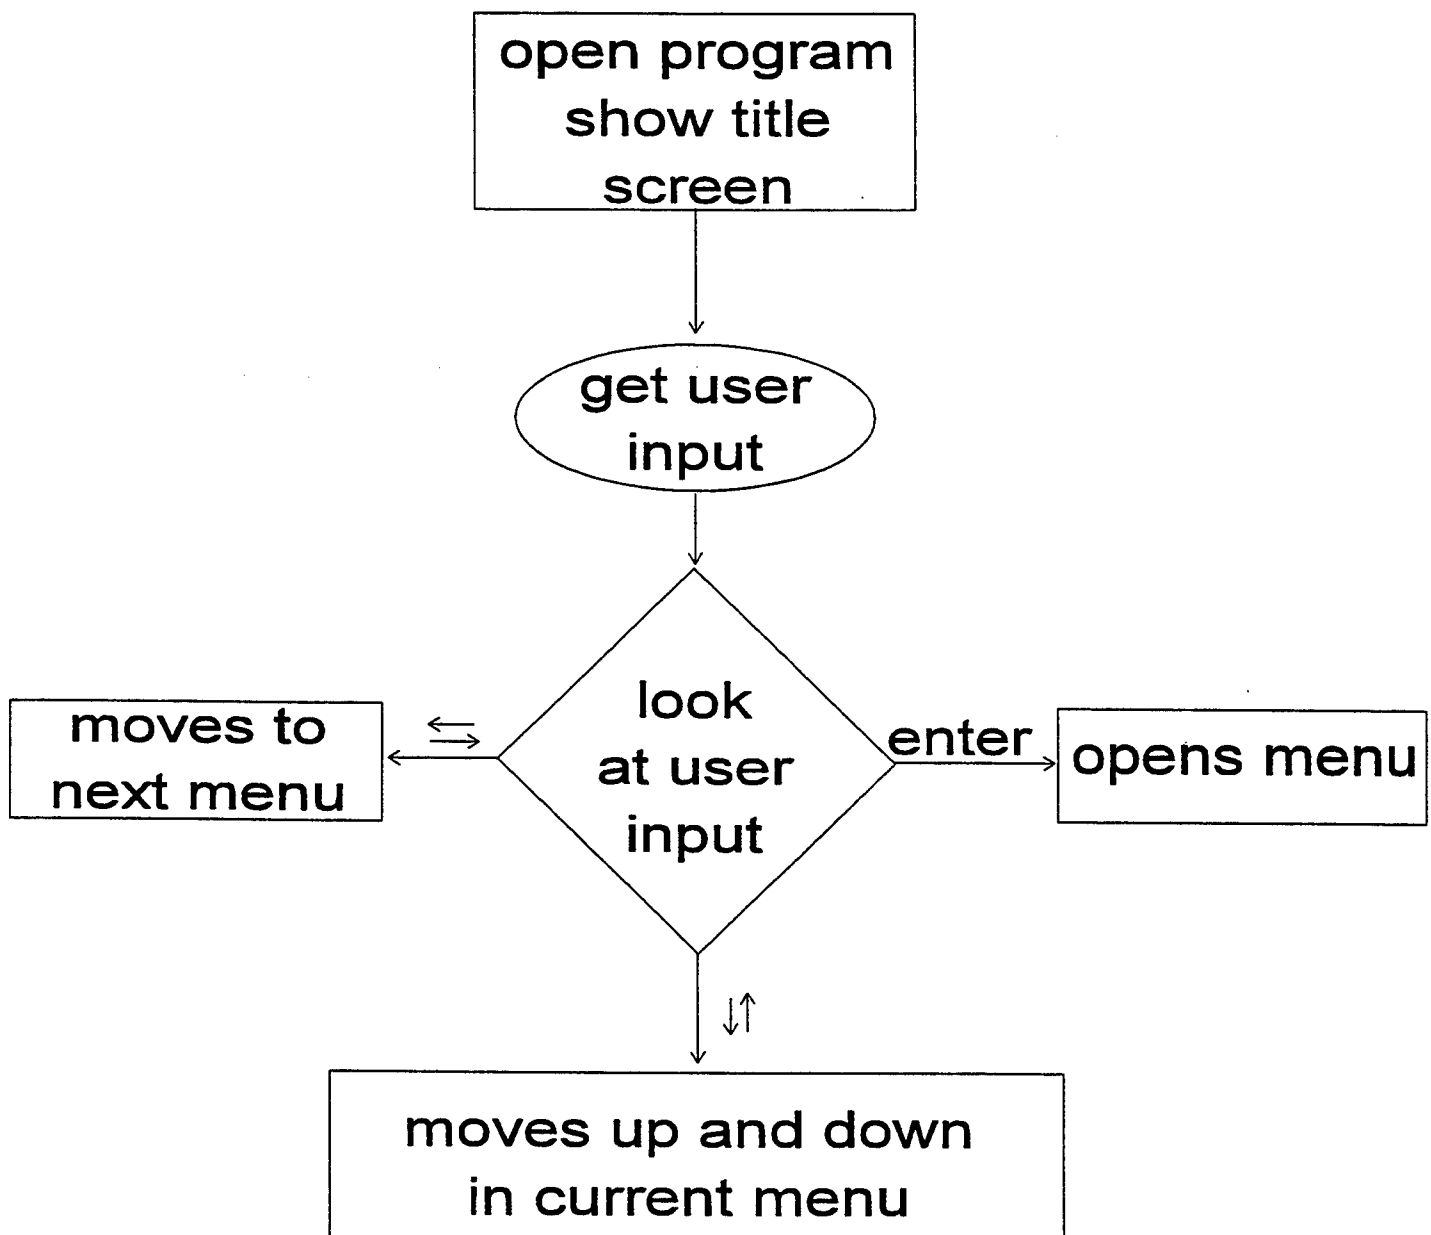 open program
show title
screen
get user
input
look
at user
input
moves to
next menu
enter
opens menu
moves up and down
in current menu